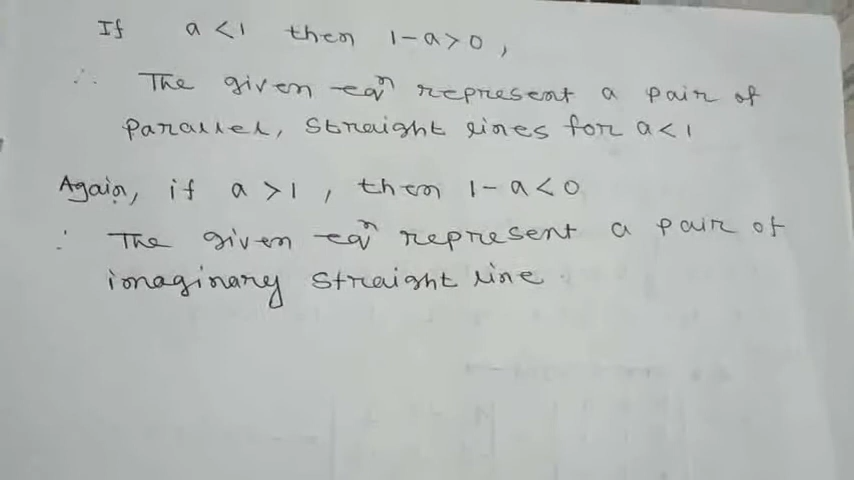 If a < 1 then 1-a > 0,
∴ The given eqⁿ represent a pair of
parallel, straight lines for a < 1
Again, if a > 1, then 1-a < 0
∴ The given eqⁿ represent a pair of
imaginary straight line